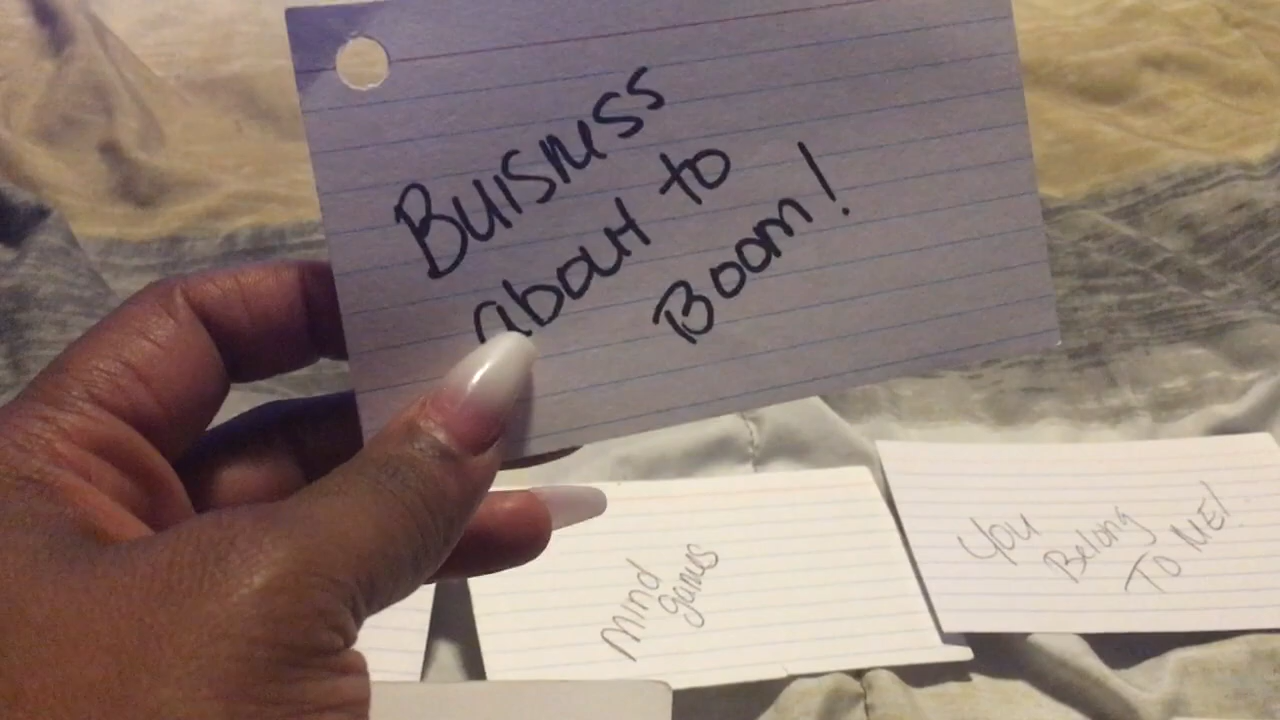 Buisness
about to
Boom!
Mind
games
You
Belong
TO ME!